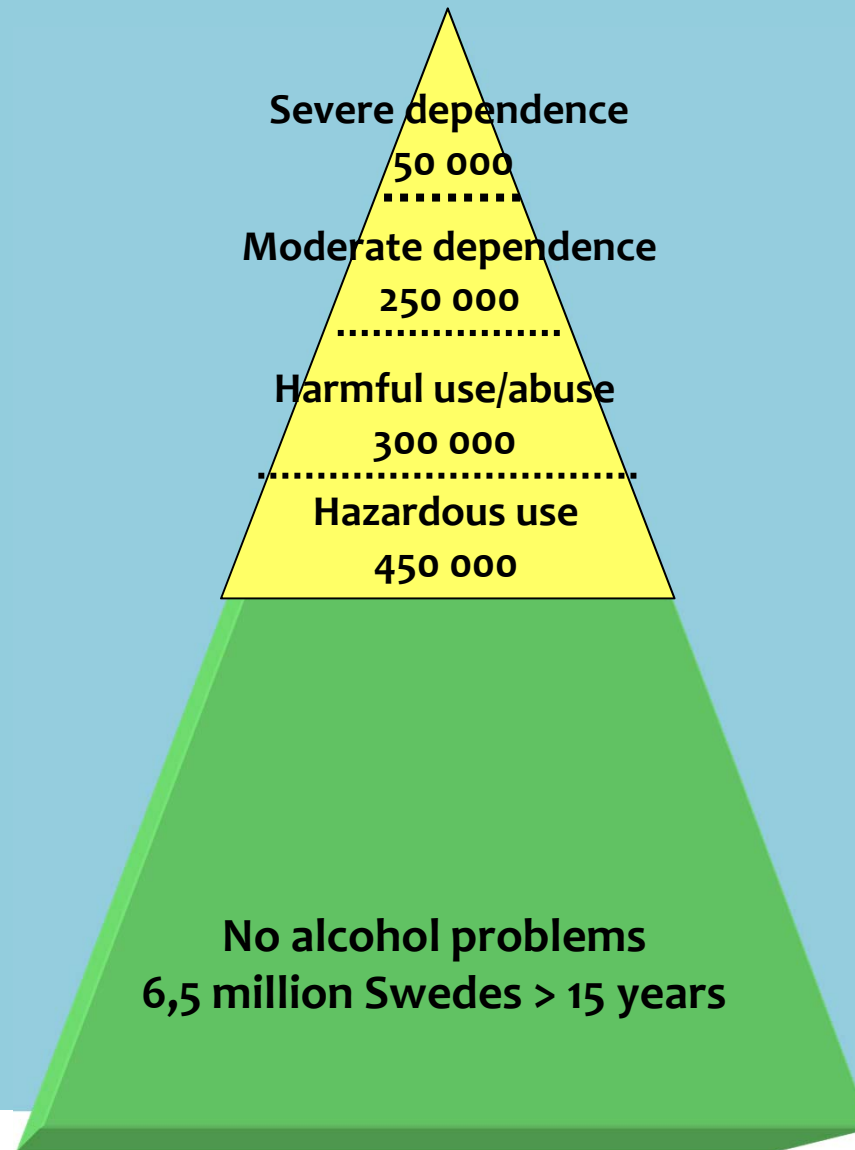 Severe dependence
50 000
Moderate dependence
250 000
Harmful use/abuse
300 000
Hazardous use
450 000
No alcohol problems
6,5 million Swedes > 15 years